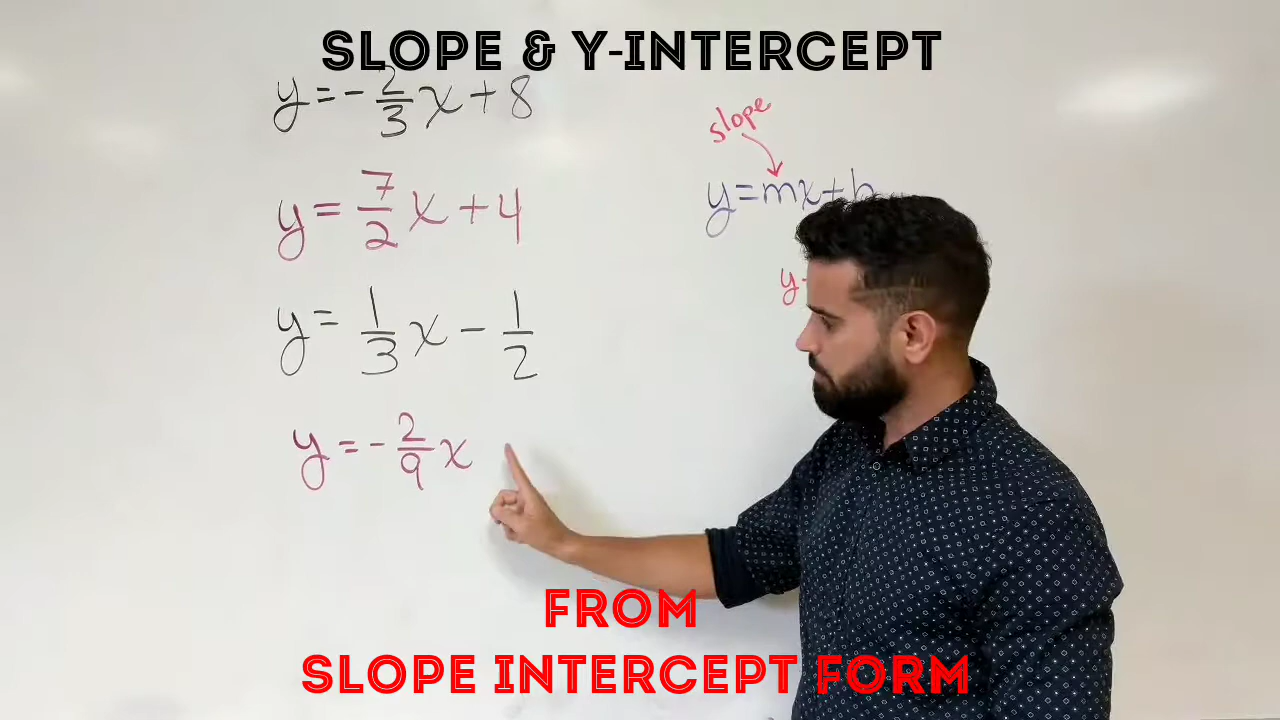 SLOPE & Y-INTERCEPT
y=-2/3x+8
y=7/2x+4
y=1/3x-1/2
y=-2/9x
slope
y=mx+b
y-
FROM
SLOPE INTERCEPT FORM